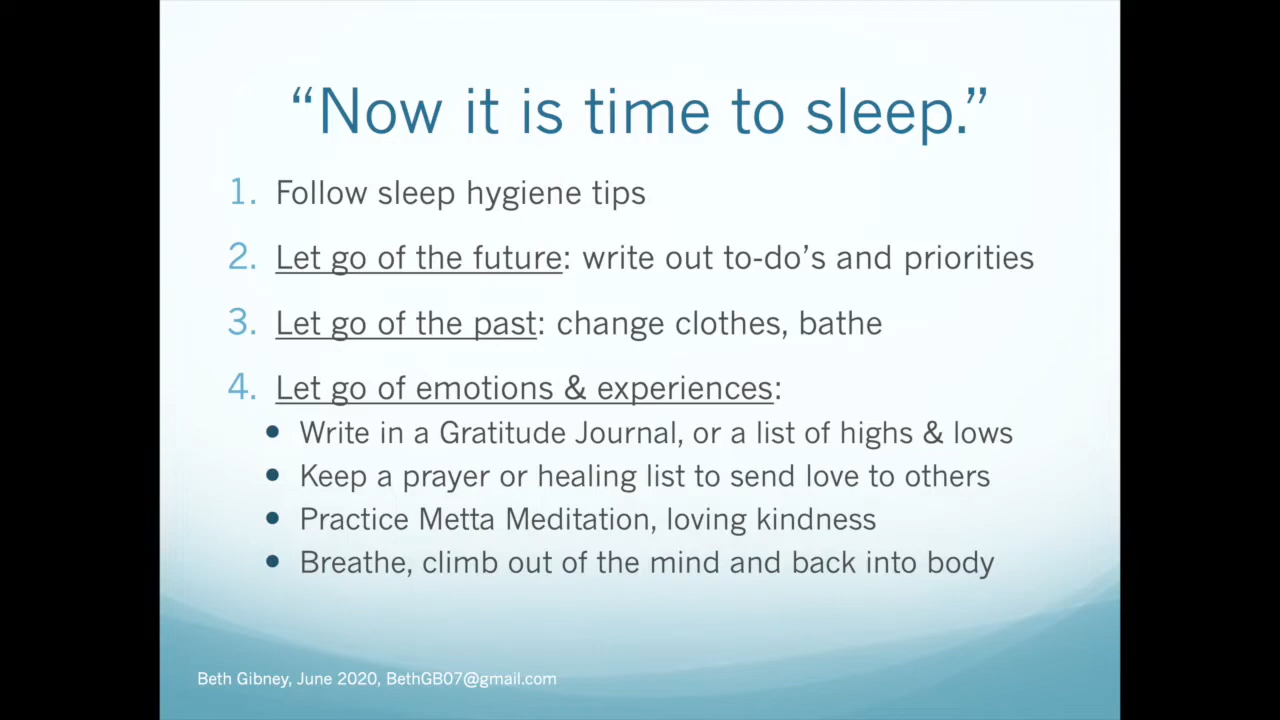 “Now it is time to sleep.”
1. Follow sleep hygiene tips
2. Let go of the future: write out to-do’s and priorities
3. Let go of the past: change clothes, bathe
4. Let go of emotions & experiences:
• Write in a Gratitude Journal, or a list of highs & lows
• Keep a prayer or healing list to send love to others
• Practice Metta Meditation, loving kindness
• Breathe, climb out of the mind and back into body
Beth Gibney, June 2020, BethGB07@gmail.com